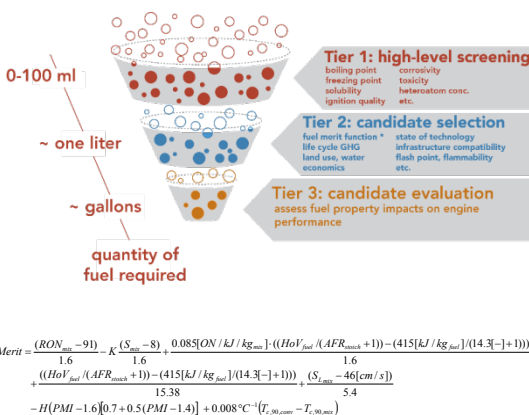 0-100 ml
~ one liter
~ gallons
quantity of
fuel required
Tier 1: high-level screening
boiling point corrosivity
freezing point toxicity
solubility heteroatom conc.
ignition quality etc.
Tier 2: candidate selection
fuel merit function * state of technology
life cycle GHG infrastructure compatibility
land use, water flash point, flammability
economics etc.
Tier 3: candidate evaluation
assess fuel property impacts on engine
performance
Merit = (RON_mix − 91)/1.6 − K (S_mix − 8)/1.6 + 0.085[ON / kJ / kg_mix] · ((HoV_fuel /(AFR_stoich + 1)) − (415[kJ / kg_fuel]/(14.3[−] + 1)))/1.6
+ ((HoV_fuel /(AFR_stoich + 1)) − (415[kJ / kg_fuel]/(14.3[−] + 1)))/15.38 + (S_Lmix − 46[cm / s])/5.4
− H(PMI − 1.6)[0.7 + 0.5(PMI − 1.4)] + 0.008°C⁻¹(T_c,90,conv − T_c,90,mix)